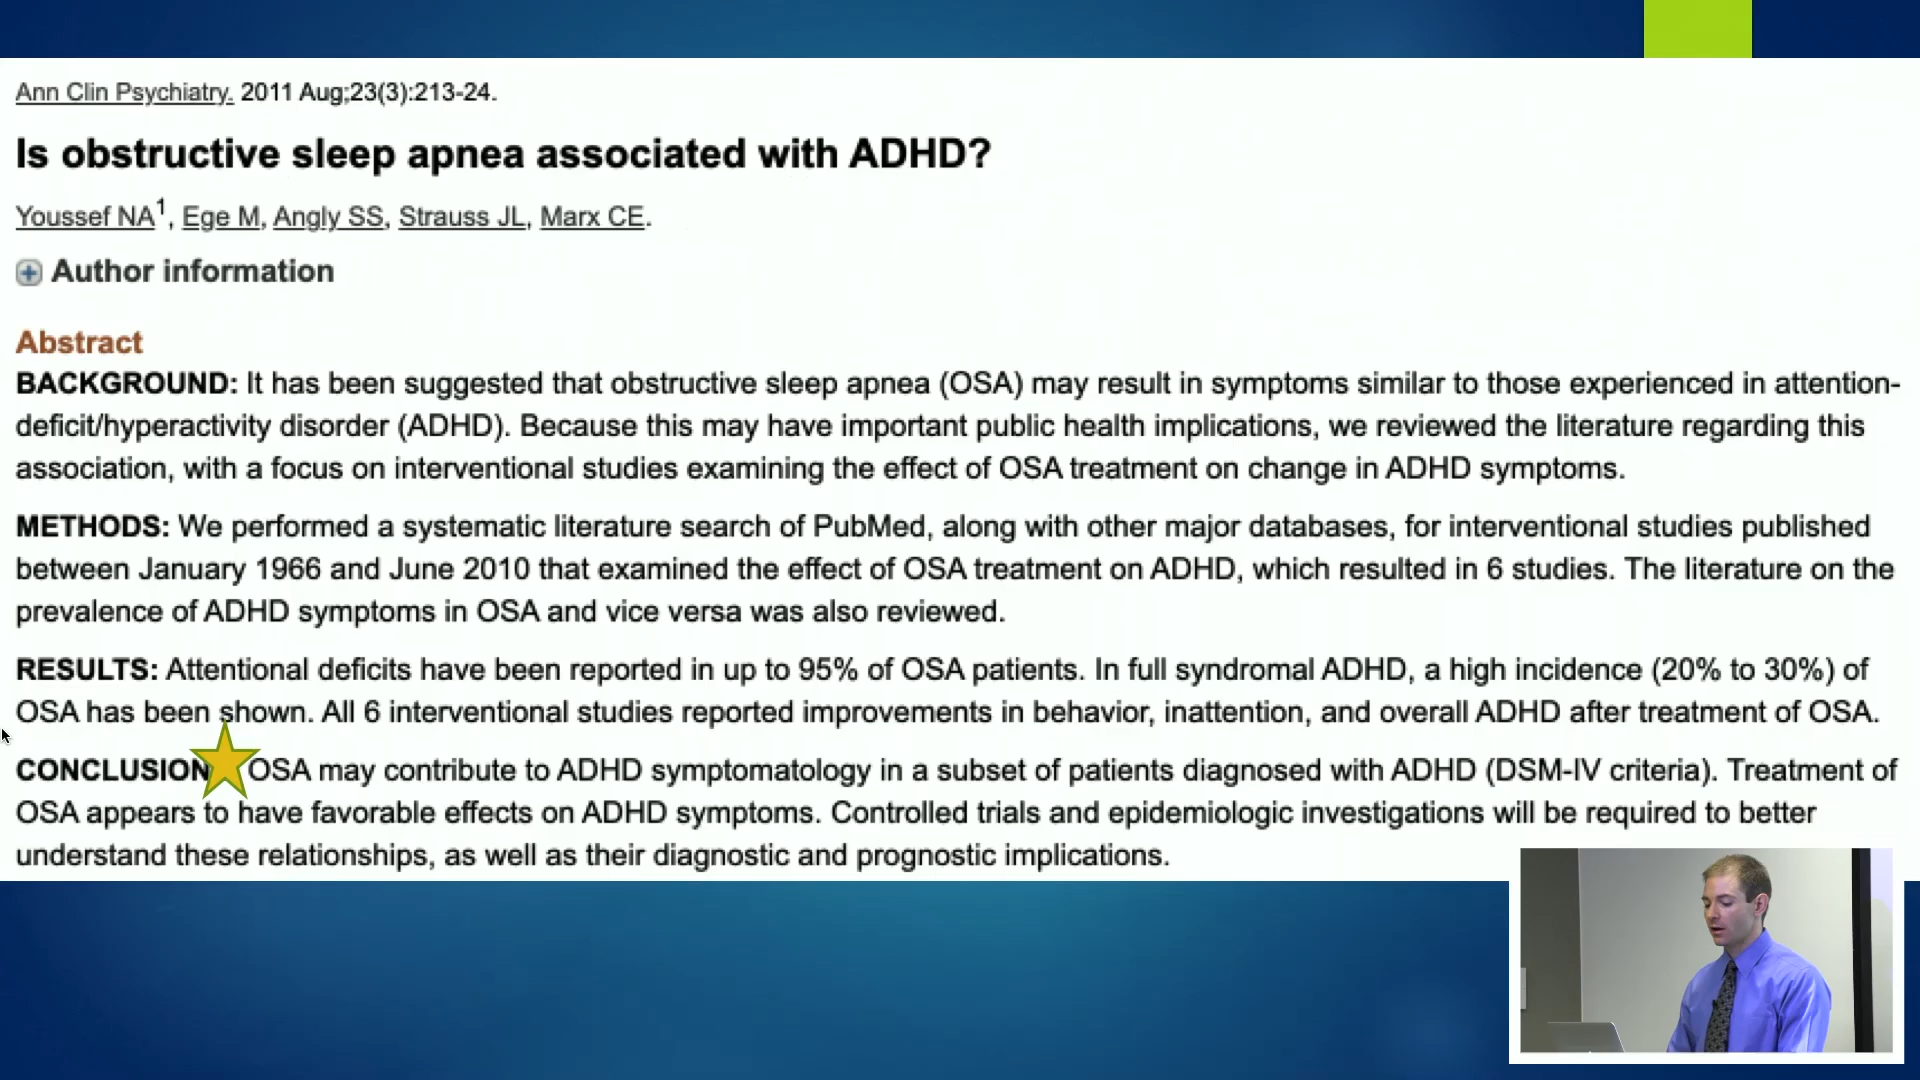 Ann Clin Psychiatry. 2011 Aug;23(3):213-24.
Is obstructive sleep apnea associated with ADHD?
Youssef NA1, Ege M, Angly SS, Strauss JL, Marx CE.
Author information
Abstract
BACKGROUND: It has been suggested that obstructive sleep apnea (OSA) may result in symptoms similar to those experienced in attention-
deficit/hyperactivity disorder (ADHD). Because this may have important public health implications, we reviewed the literature regarding this
association, with a focus on interventional studies examining the effect of OSA treatment on change in ADHD symptoms.
METHODS: We performed a systematic literature search of PubMed, along with other major databases, for interventional studies published
between January 1966 and June 2010 that examined the effect of OSA treatment on ADHD, which resulted in 6 studies. The literature on the
prevalence of ADHD symptoms in OSA and vice versa was also reviewed.
RESULTS: Attentional deficits have been reported in up to 95% of OSA patients. In full syndromal ADHD, a high incidence (20% to 30%) of
OSA has been shown. All 6 interventional studies reported improvements in behavior, inattention, and overall ADHD after treatment of OSA.
CONCLUSION OSA may contribute to ADHD symptomatology in a subset of patients diagnosed with ADHD (DSM-IV criteria). Treatment of
OSA appears to have favorable effects on ADHD symptoms. Controlled trials and epidemiologic investigations will be required to better
understand these relationships, as well as their diagnostic and prognostic implications.